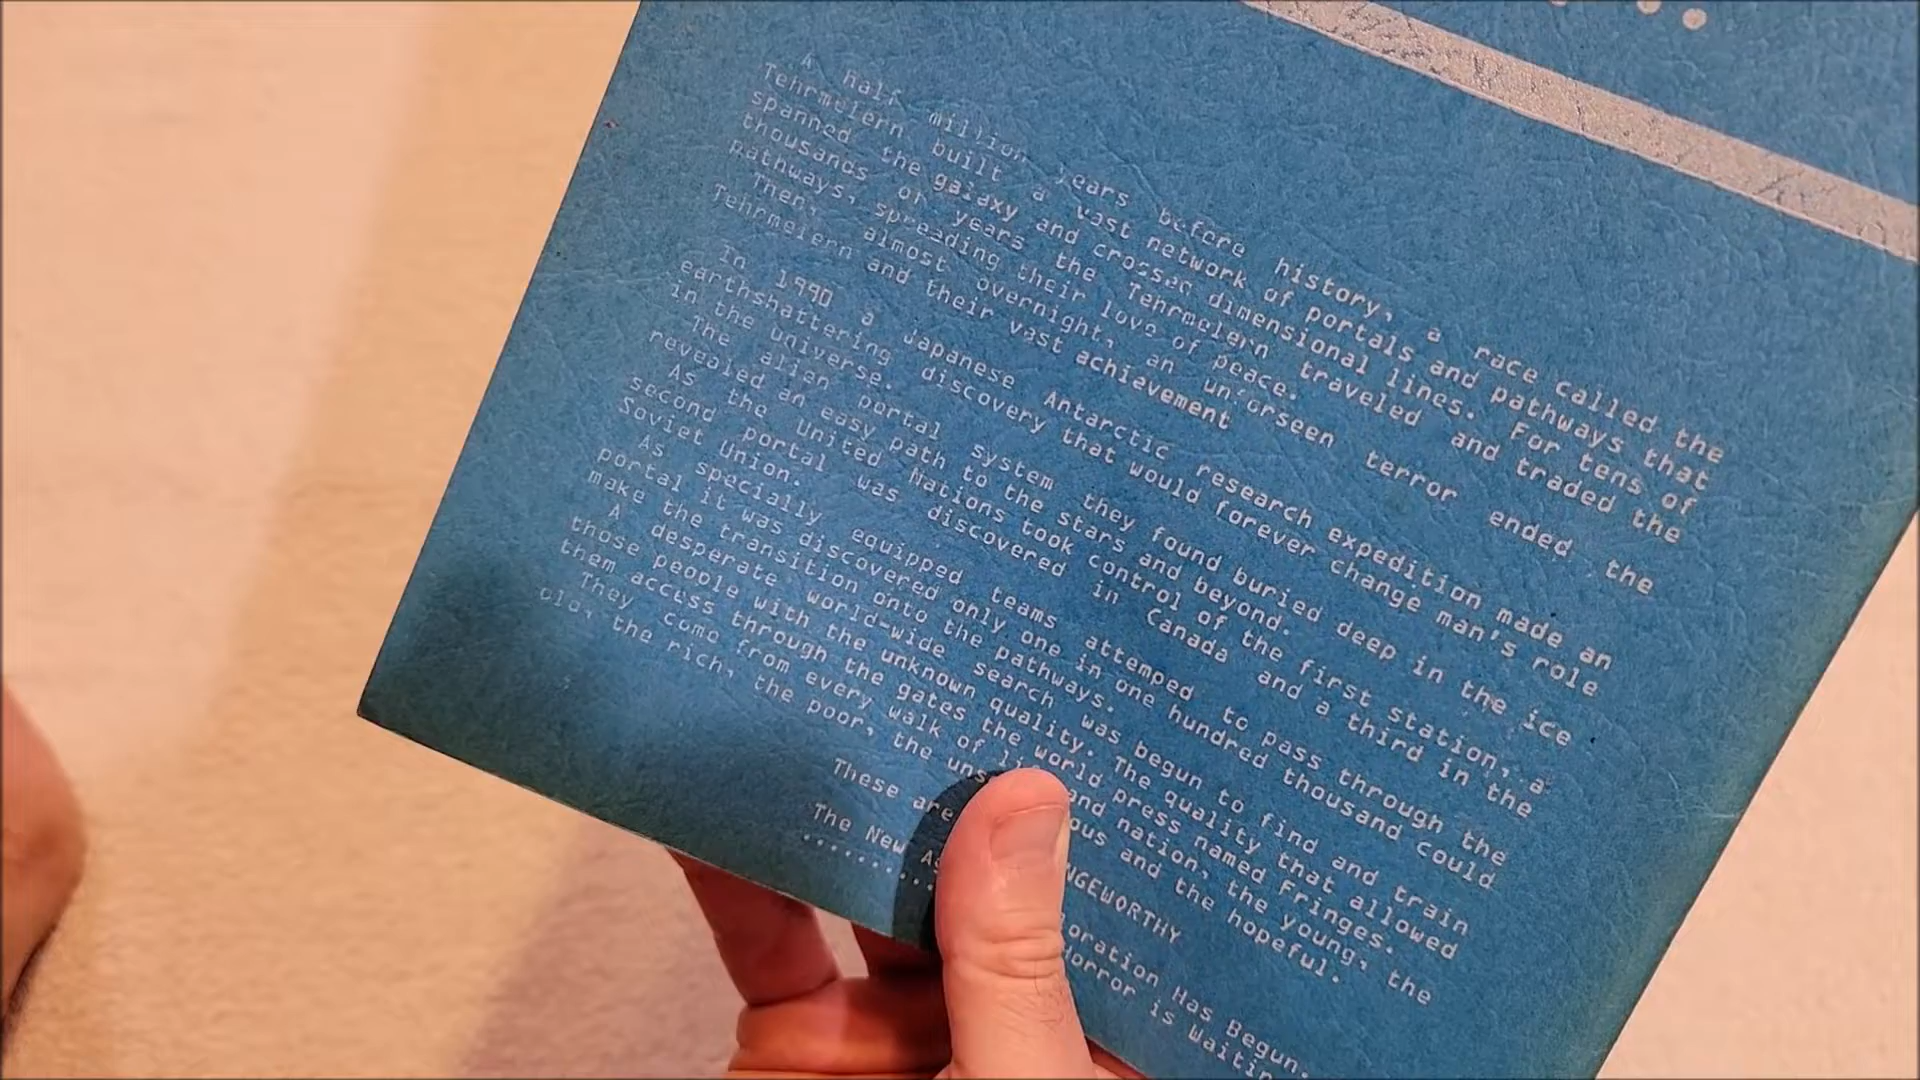 A half million years before history, a race called the
Tehrmelern built a vast network of portals and pathways that
spanned the galaxy and crossed dimensional lines. For tens of
thousands of years the Tehrmelern traveled and traded the
pathways, spreading their love of peace.
Then, almost overnight, an unforseen terror ended the
Tehrmelern and their vast achievement
In 1990 a Japanese Antarctic research expedition made an
earthshattering discovery that would forever change man's role
in the universe.
The alien portal system they found buried deep in the ice
revealed an easy path to the stars and beyond.
As the United Nations took control of the first station, a
second portal was discovered in Canada and a third in the
Soviet Union.
As specially equipped teams attemped to pass through the
portal it was discovered only one in one hundred thousand could
make the transition onto the pathways.
A desperate world-wide search was begun to find and train
those people with the unknown quality. The quality that allowed
them access through the gates the world press named Fringes.
They come from every walk of and nation, the young, the
old, the rich, the poor, the and the hopeful.
These are NGEWORTHY
The New loration Has Begun.
......... Horror is Waitin